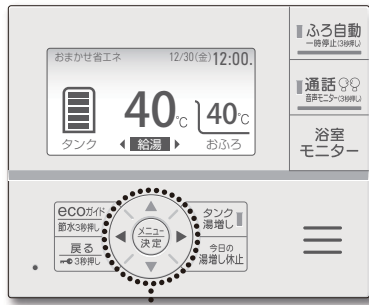 おまかせ省エネ 12/30(金)12:00.
40℃ 40℃
タンク 給湯 おふろ
ふろ自動
一時停止(3秒押し)
通話
音声モニター(3秒押し)
浴室
モニター
ecoガイド
節水3秒押し
戻る
3秒押し
メニュー
決定
タンク
湯増し
今日の
湯増し休止